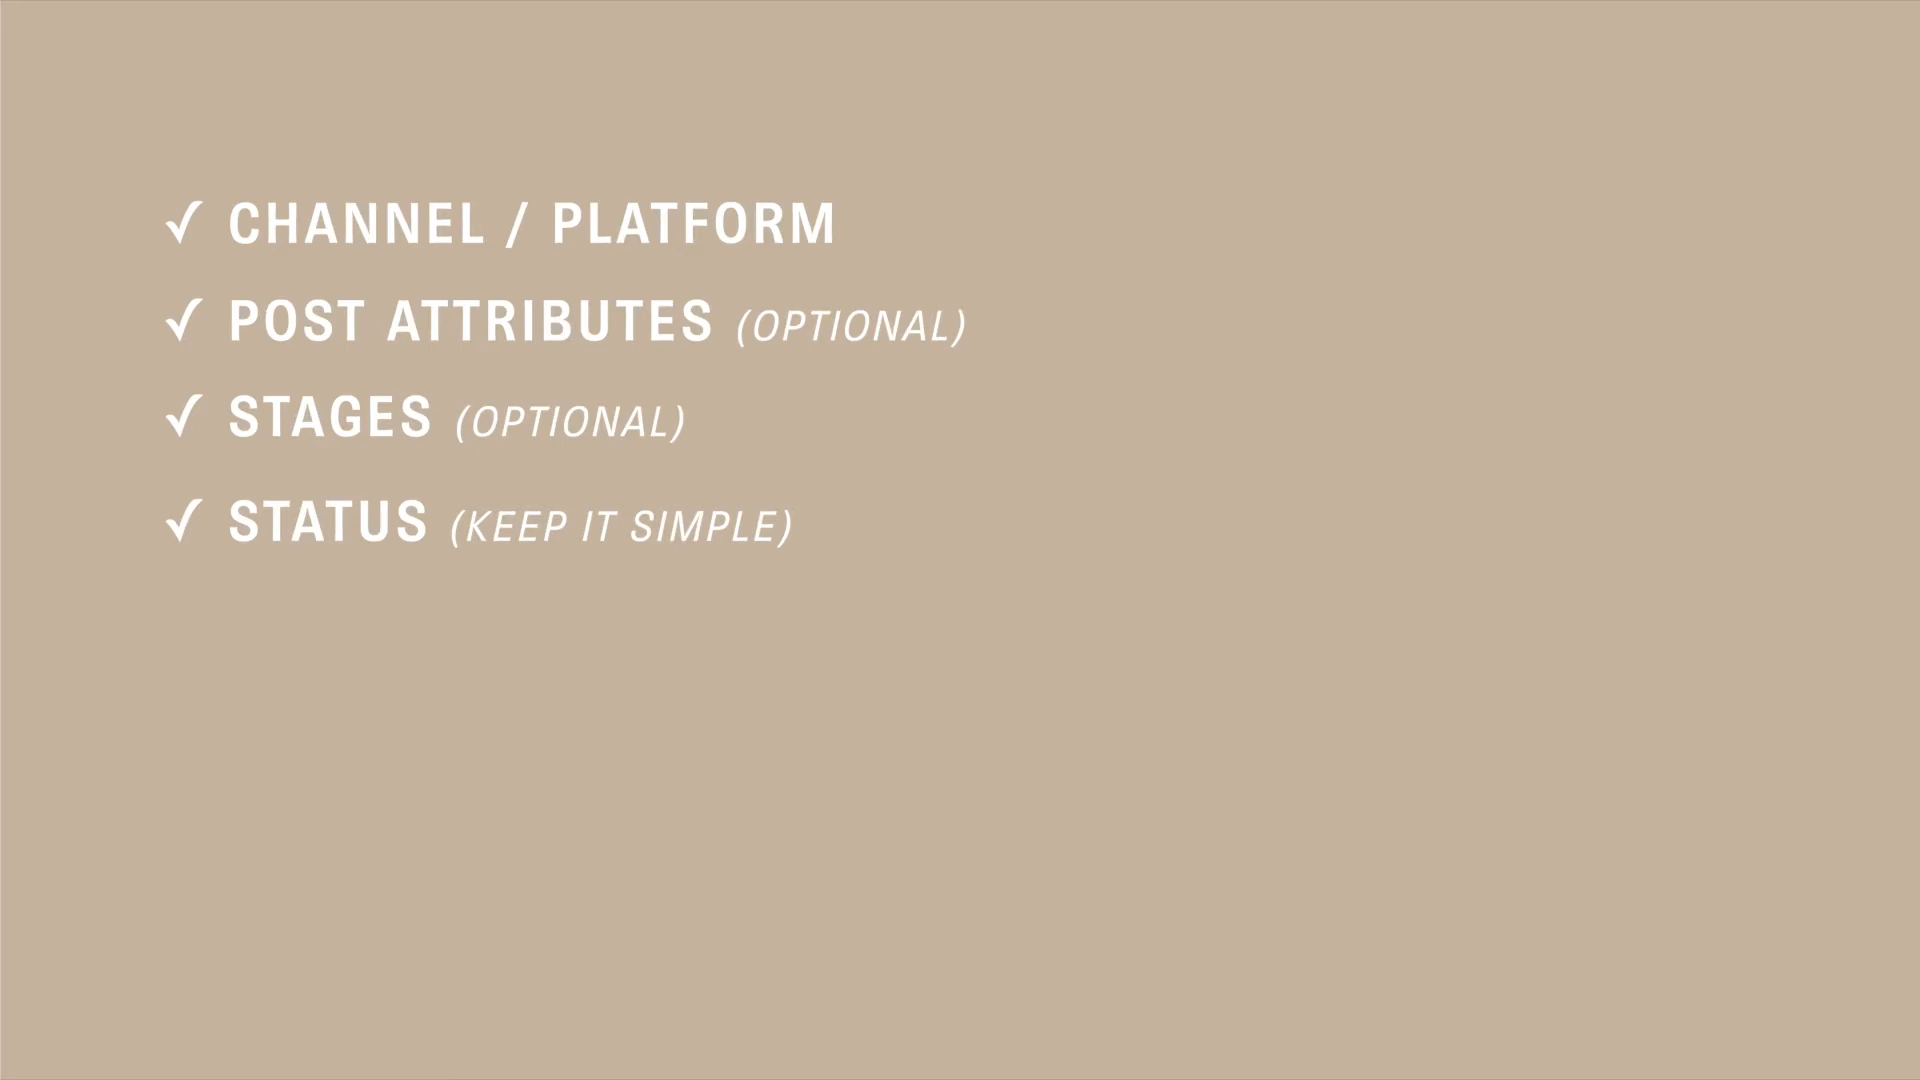 ✓ CHANNEL / PLATFORM
✓ POST ATTRIBUTES (OPTIONAL)
✓ STAGES (OPTIONAL)
✓ STATUS (KEEP IT SIMPLE)